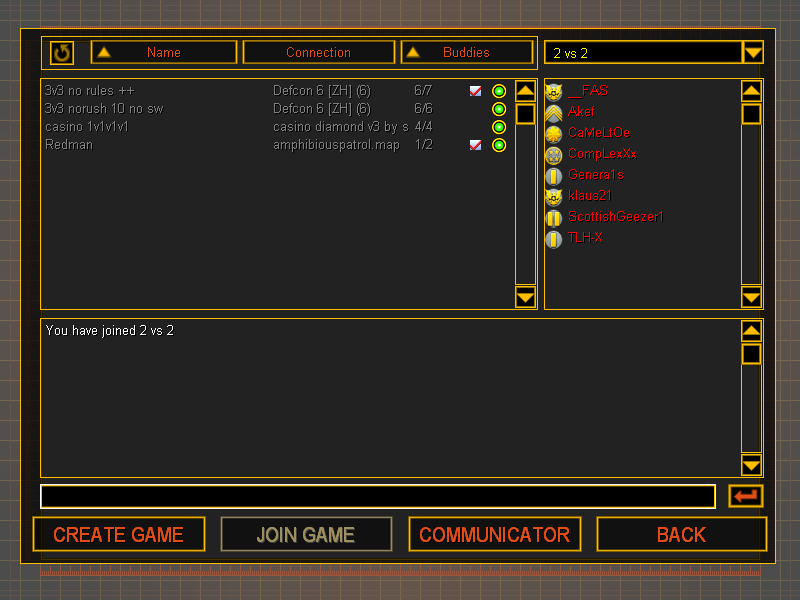 Name Connection Buddies 2 vs 2
3v3 no rules ++ Defcon 6 [ZH] (6) 6/7
3v3 norush 10 no sw Defcon 6 [ZH] (6) 6/6
casino 1v1v1v1 casino diamond v3 by s 4/4
Redman amphibiouspatrol.map 1/2
__FAS
Akef
CaMeLtOe
CompLexXx
Genera1s
klaus21
ScottishGeezer1
TLH-X
You have joined 2 vs 2
CREATE GAME JOIN GAME COMMUNICATOR BACK